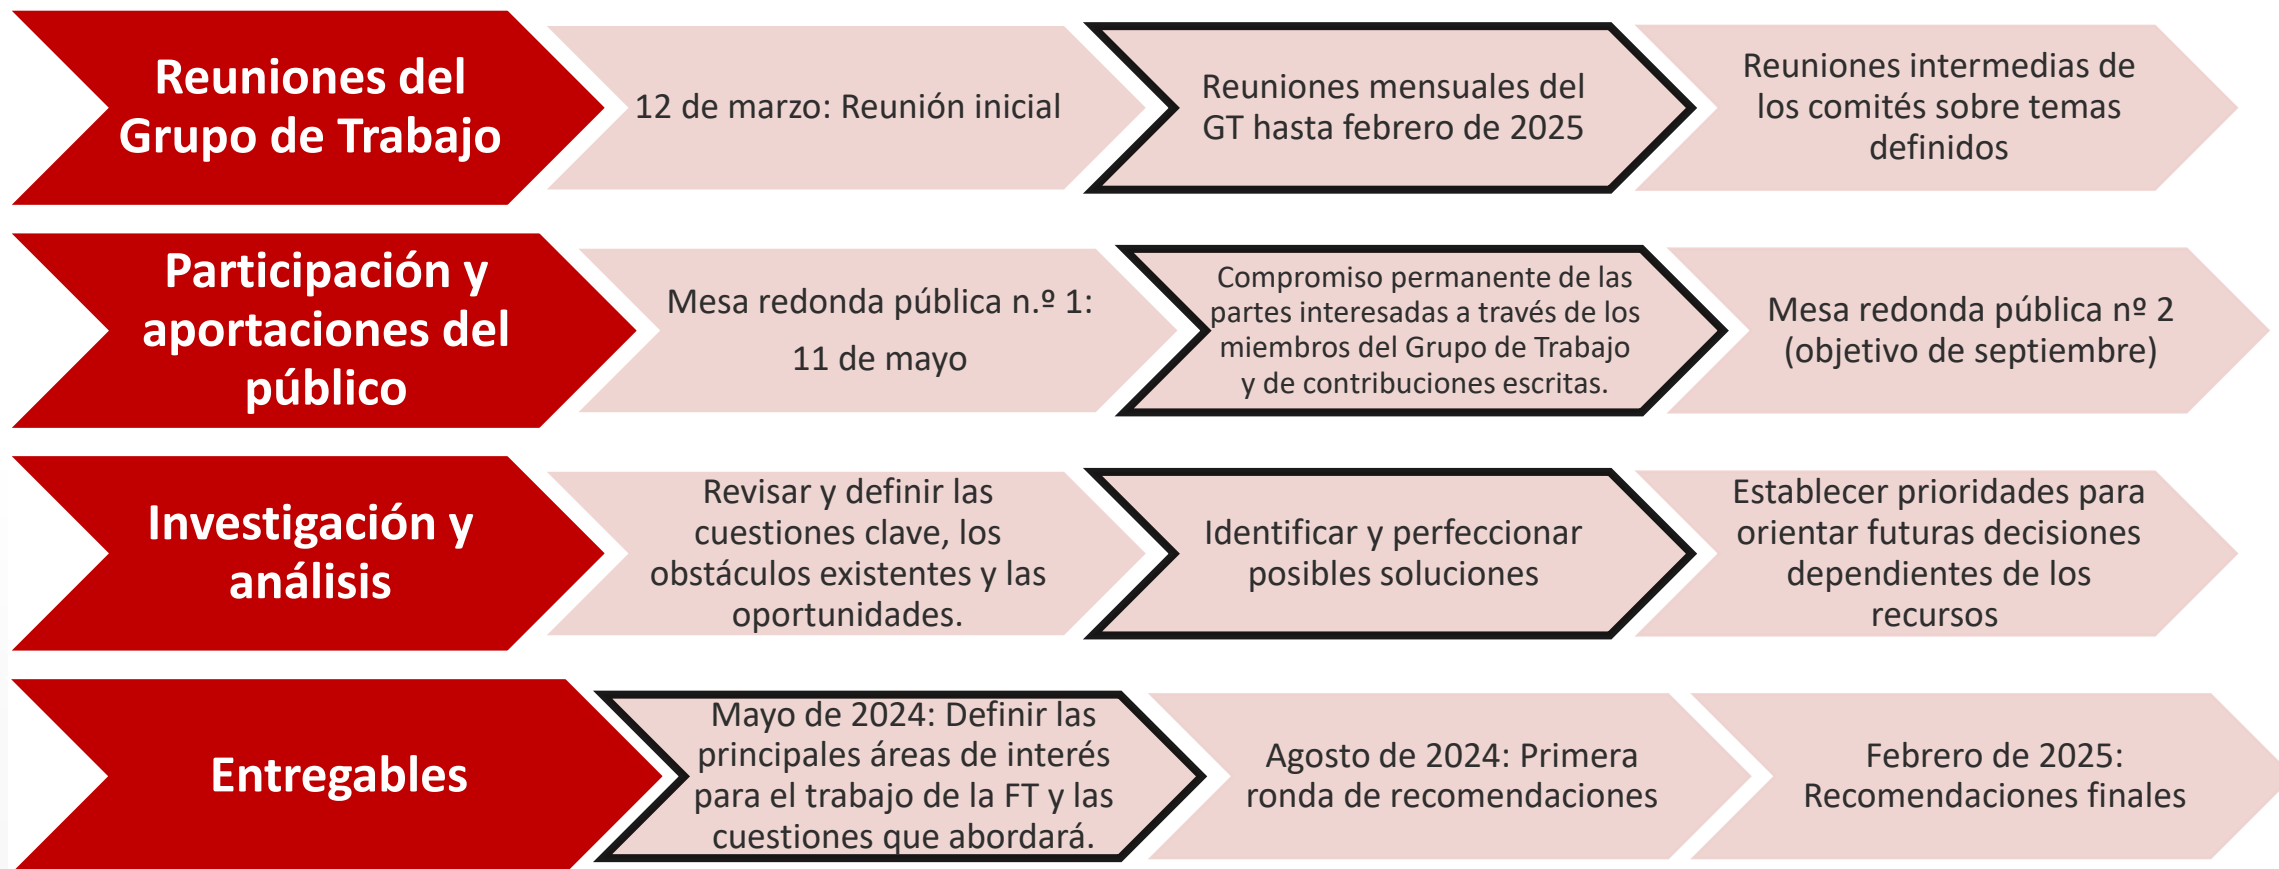 Reuniones del
Grupo de Trabajo
12 de marzo: Reunión inicial
Reuniones mensuales del
GT hasta febrero de 2025
Reuniones intermedias de
los comités sobre temas
definidos
Participación y
aportaciones del
público
Mesa redonda pública n.º 1:
11 de mayo
Compromiso permanente de las
partes interesadas a través de los
miembros del Grupo de Trabajo
y de contribuciones escritas.
Mesa redonda pública nº 2
(objetivo de septiembre)
Investigación y
análisis
Revisar y definir las
cuestiones clave, los
obstáculos existentes y las
oportunidades.
Identificar y perfeccionar
posibles soluciones
Establecer prioridades para
orientar futuras decisiones
dependientes de los
recursos
Entregables
Mayo de 2024: Definir las
principales áreas de interés
para el trabajo de la FT y las
cuestiones que abordará.
Agosto de 2024: Primera
ronda de recomendaciones
Febrero de 2025:
Recomendaciones finales